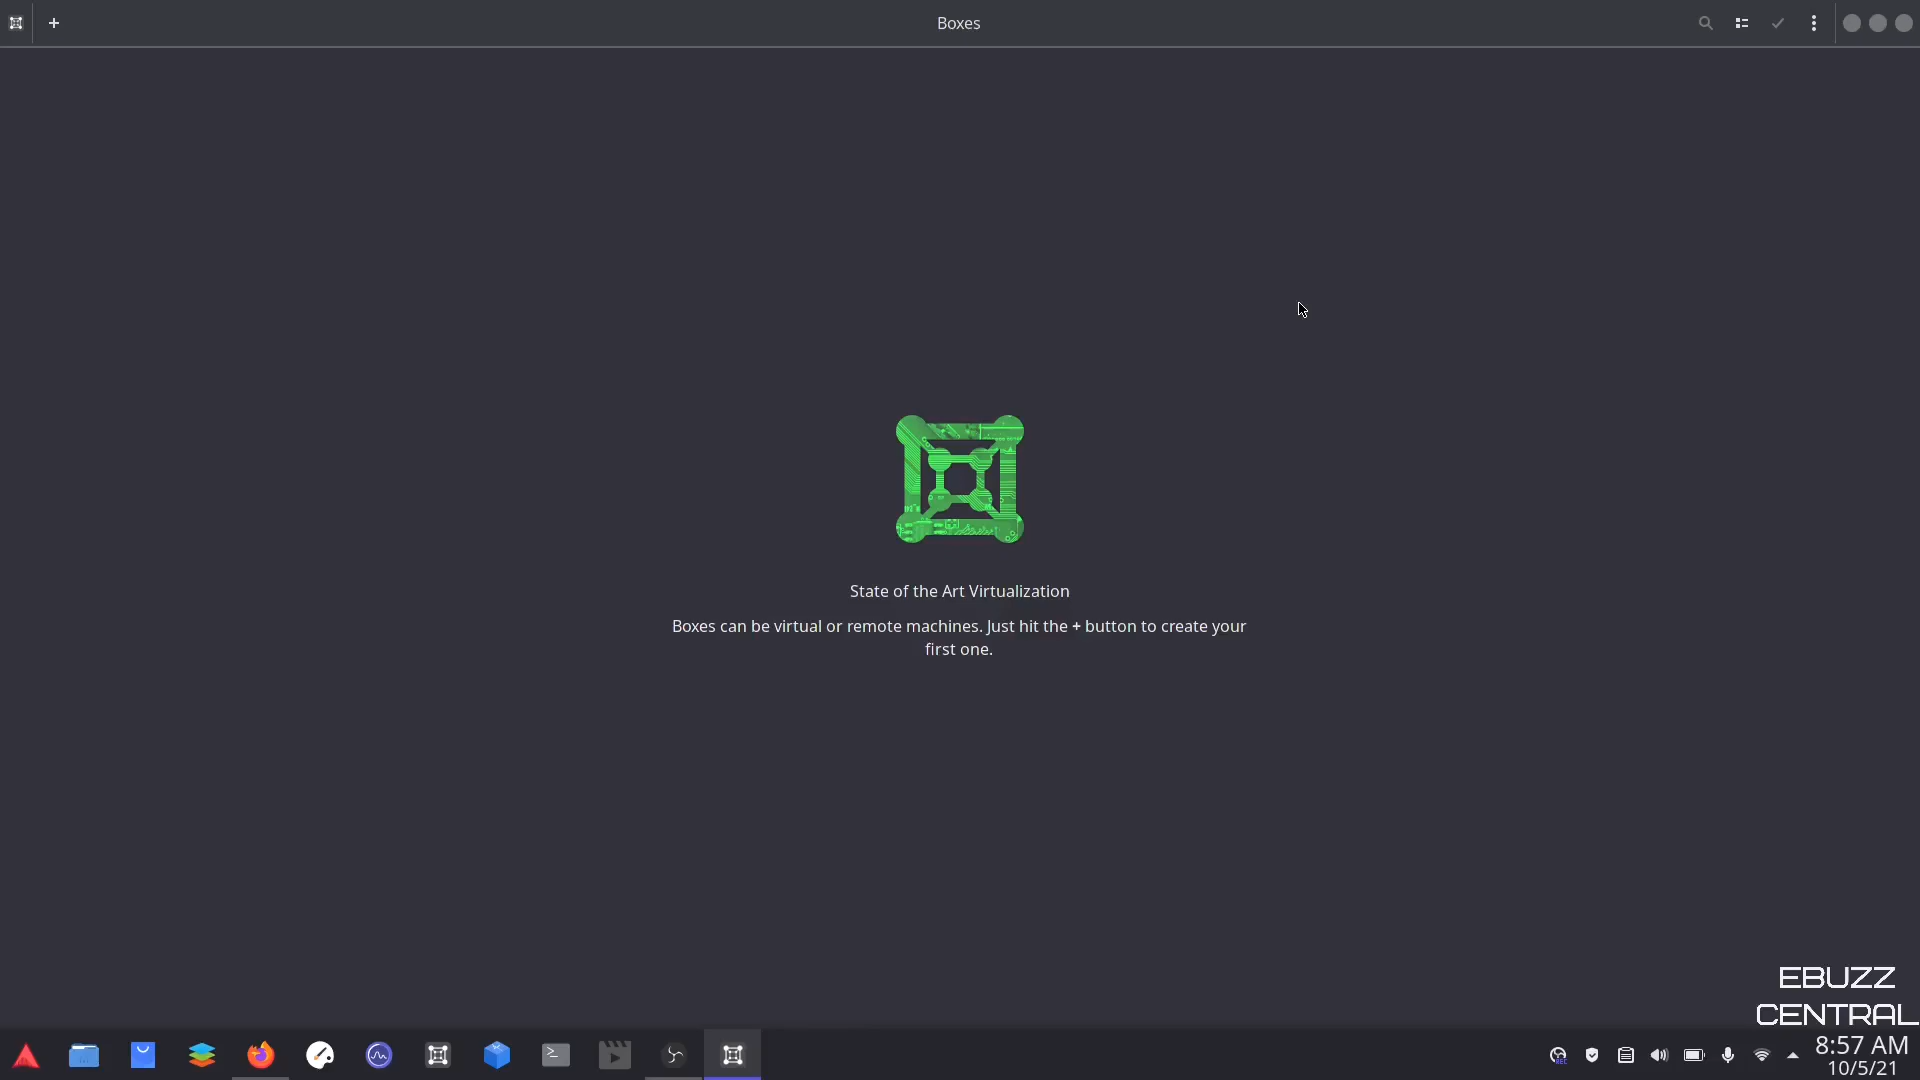 Boxes
State of the Art Virtualization
Boxes can be virtual or remote machines. Just hit the + button to create your
first one.
EBUZZ
CENTRAL
8:57 AM
10/5/21